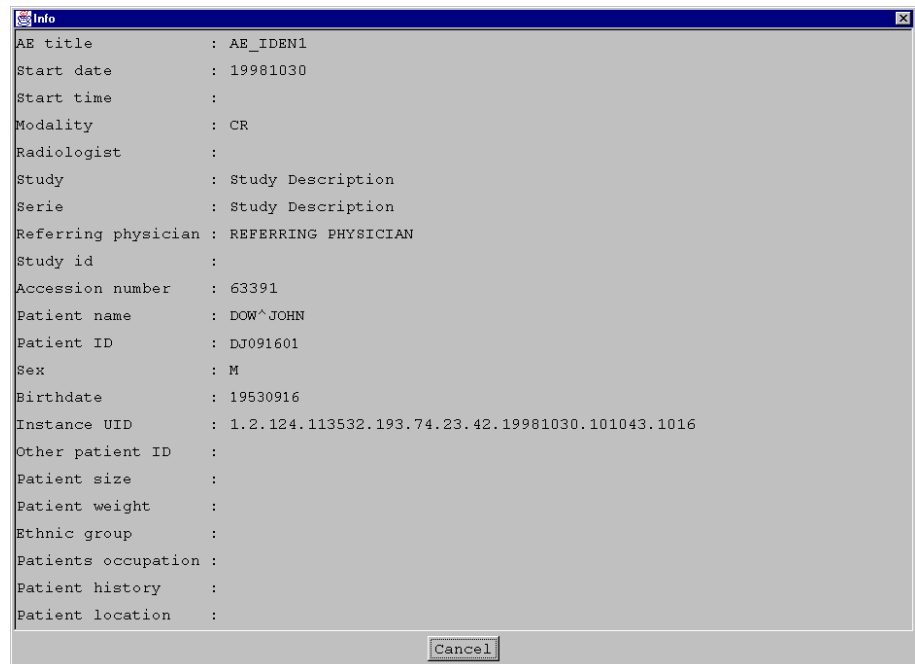 Info
AE title : AE_IDEN1
Start date : 19981030
Start time :
Modality : CR
Radiologist :
Study : Study Description
Serie : Study Description
Referring physician : REFERRING PHYSICIAN
Study id :
Accession number : 63391
Patient name : DOW^JOHN
Patient ID : DJ091601
Sex : M
Birthdate : 19530916
Instance UID : 1.2.124.113532.193.74.23.42.19981030.101043.1016
Other patient ID :
Patient size :
Patient weight :
Ethnic group :
Patients occupation :
Patient history :
Patient location :
Cancel